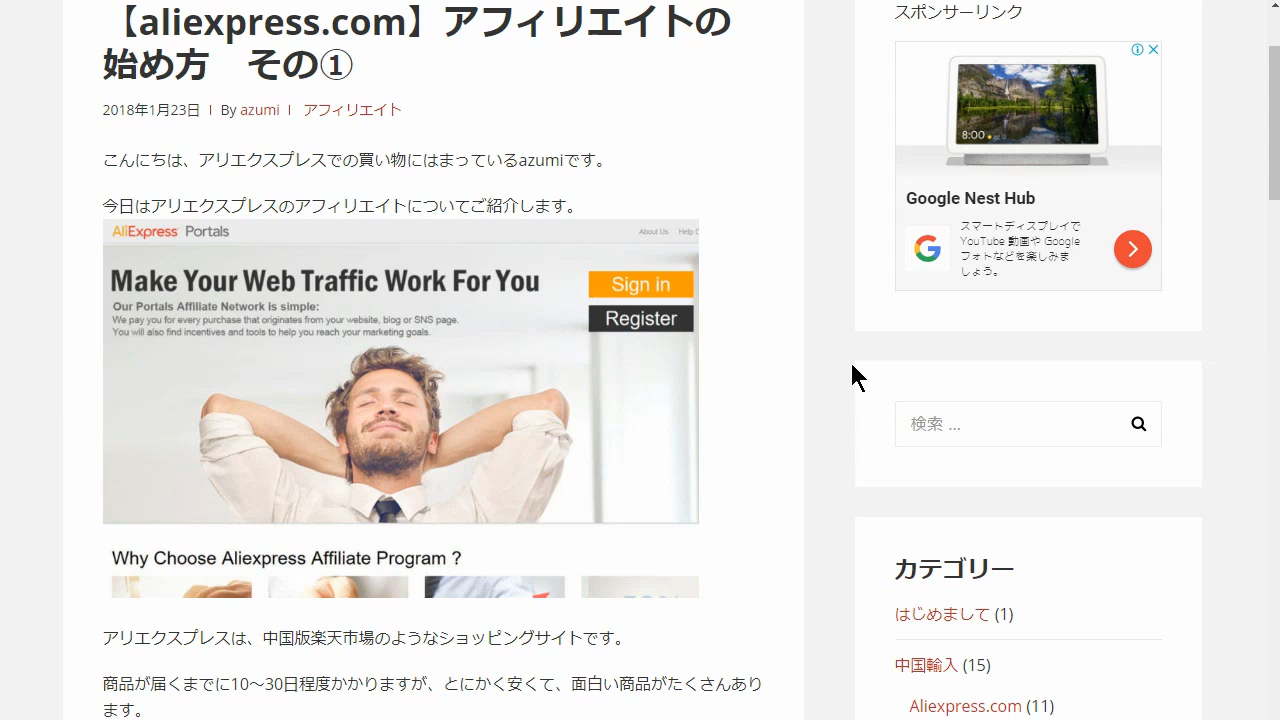 【aliexpress.com】アフィリエイトの
始め方　その①
2018年1月23日 | By azumi | アフィリエイト
こんにちは、アリエクスプレスでの買い物にはまっているazumiです。
今日はアリエクスプレスのアフィリエイトについてご紹介します。
AliExpress Portals
About Us
Help C
Make Your Web Traffic Work For You
Sign in
Our Portals Affiliate Network is simple:
Register
We pay you for every purchase that originates from your website, blog or SNS page.
You will also find incentives and tools to help you reach your marketing goals.
Why Choose Aliexpress Affiliate Program ?
アリエクスプレスは、中国版楽天市場のようなショッピングサイトです。
商品が届くまでに10〜30日程度かかりますが、とにかく安くて、面白い商品がたくさんあり
ます。
スポンサーリンク
8:00
Google Nest Hub
スマートディスプレイで
YouTube 動画や Google
フォトなどを楽しみま
しょう。
検索 ...
カテゴリー
はじめまして (1)
中国輸入 (15)
Aliexpress.com (11)